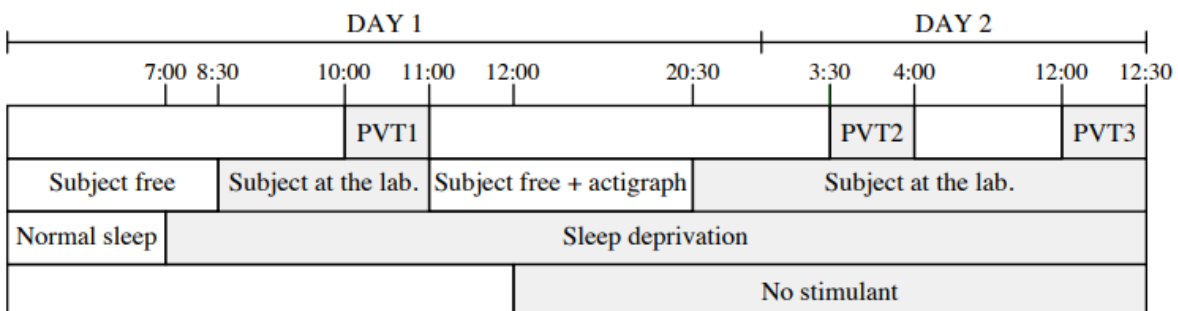 DAY 1 DAY 2
7:00 8:30 10:00 11:00 12:00 20:30 3:30 4:00 12:00 12:30
PVT1 PVT2 PVT3
Subject free Subject at the lab. Subject free + actigraph Subject at the lab.
Normal sleep Sleep deprivation
No stimulant